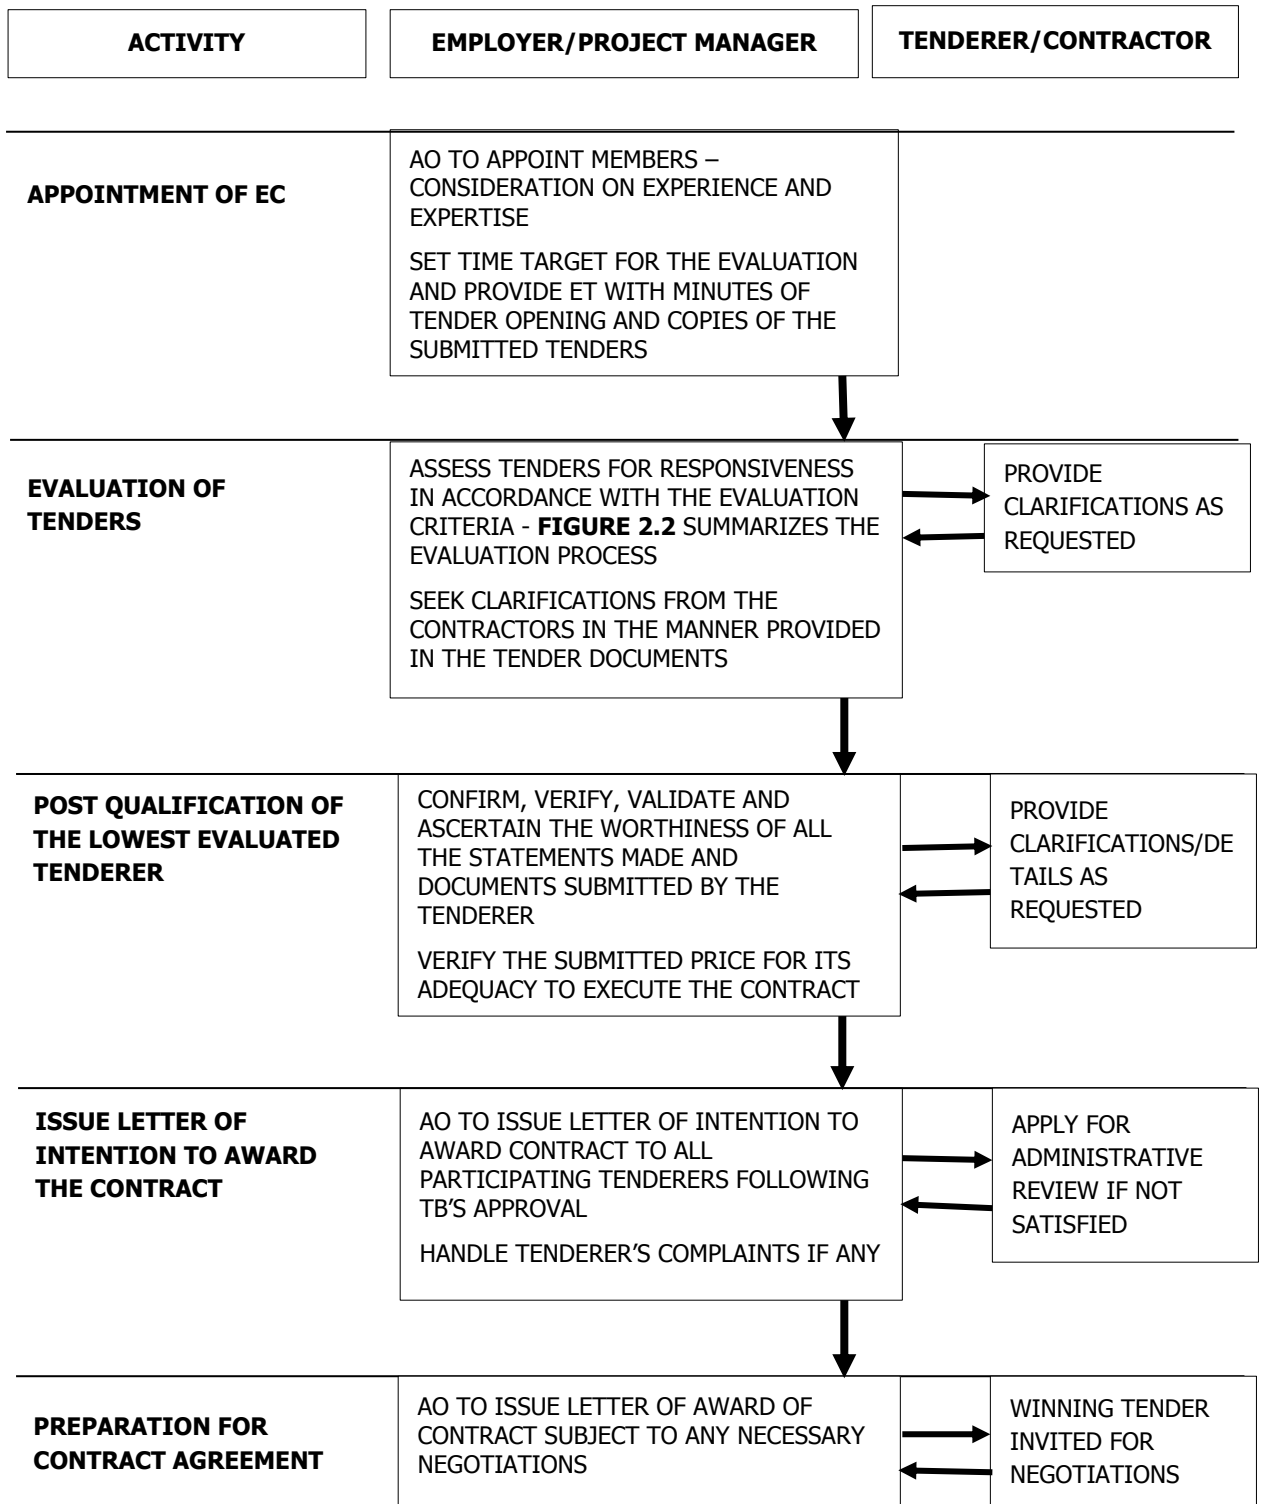 ACTIVITY
EMPLOYER/PROJECT MANAGER
TENDERER/CONTRACTOR
APPOINTMENT OF EC
AO TO APPOINT MEMBERS –
CONSIDERATION ON EXPERIENCE AND
EXPERTISE
SET TIME TARGET FOR THE EVALUATION
AND PROVIDE ET WITH MINUTES OF
TENDER OPENING AND COPIES OF THE
SUBMITTED TENDERS
EVALUATION OF
TENDERS
ASSESS TENDERS FOR RESPONSIVENESS
IN ACCORDANCE WITH THE EVALUATION
CRITERIA - FIGURE 2.2 SUMMARIZES THE
EVALUATION PROCESS
SEEK CLARIFICATIONS FROM THE
CONTRACTORS IN THE MANNER PROVIDED
IN THE TENDER DOCUMENTS
PROVIDE
CLARIFICATIONS AS
REQUESTED
POST QUALIFICATION OF
THE LOWEST EVALUATED
TENDERER
CONFIRM, VERIFY, VALIDATE AND
ASCERTAIN THE WORTHINESS OF ALL
THE STATEMENTS MADE AND
DOCUMENTS SUBMITTED BY THE
TENDERER
VERIFY THE SUBMITTED PRICE FOR ITS
ADEQUACY TO EXECUTE THE CONTRACT
PROVIDE
CLARIFICATIONS/DE
TAILS AS
REQUESTED
ISSUE LETTER OF
INTENTION TO AWARD
THE CONTRACT
AO TO ISSUE LETTER OF INTENTION TO
AWARD CONTRACT TO ALL
PARTICIPATING TENDERERS FOLLOWING
TB’S APPROVAL
HANDLE TENDERER’S COMPLAINTS IF ANY
APPLY FOR
ADMINISTRATIVE
REVIEW IF NOT
SATISFIED
PREPARATION FOR
CONTRACT AGREEMENT
AO TO ISSUE LETTER OF AWARD OF
CONTRACT SUBJECT TO ANY NECESSARY
NEGOTIATIONS
WINNING TENDER
INVITED FOR
NEGOTIATIONS